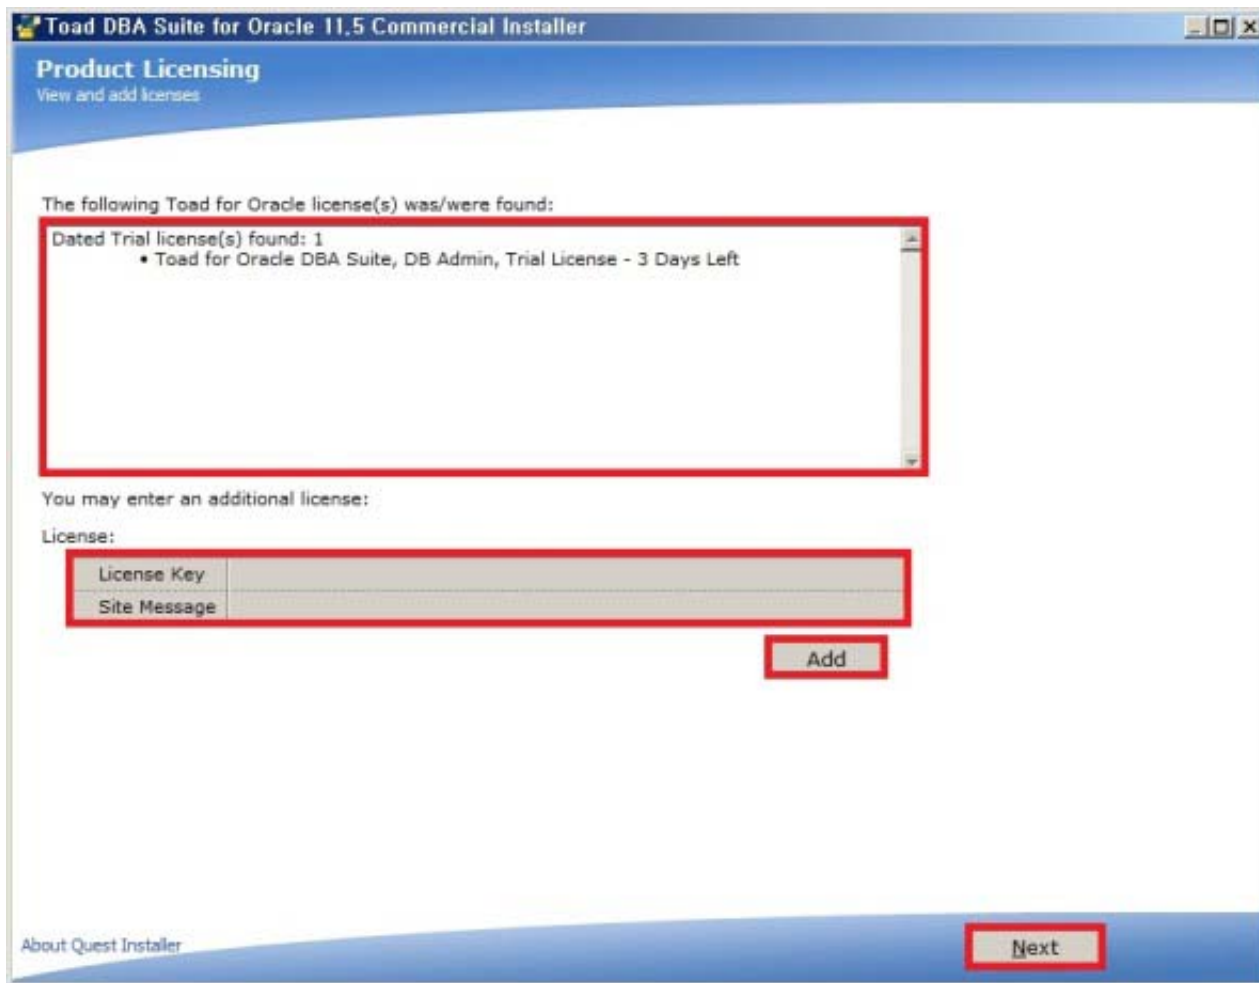 Toad DBA Suite for Oracle 11.5 Commercial Installer
Product Licensing
View and add licenses
The following Toad for Oracle license(s) was/were found:
Dated Trial license(s) found: 1
• Toad for Oracle DBA Suite, DB Admin, Trial License - 3 Days Left
You may enter an additional license:
License:
License Key
Site Message
Add
About Quest Installer
Next